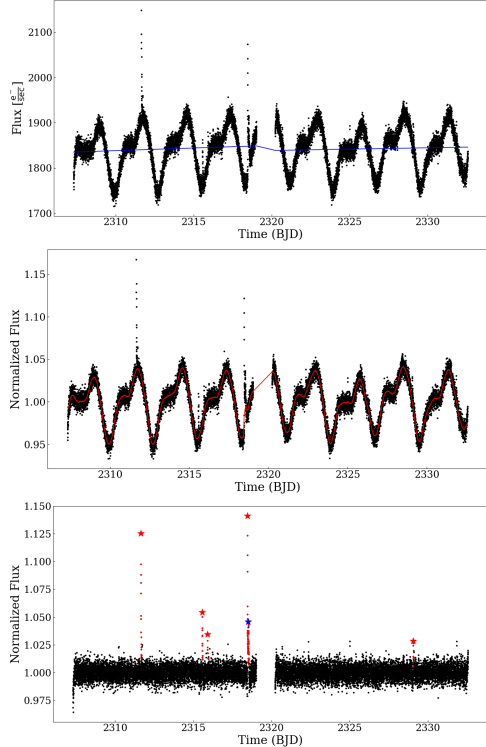 2100
2000
1900
1800
1700
Flux [e⁻/sec]
2310 2315 2320 2325 2330
Time (BJD)
1.15
1.10
1.05
1.00
0.95
Normalized Flux
2310 2315 2320 2325 2330
Time (BJD)
1.150
1.125
1.100
1.075
1.050
1.025
1.000
0.975
Normalized Flux
2310 2315 2320 2325 2330
Time (BJD)